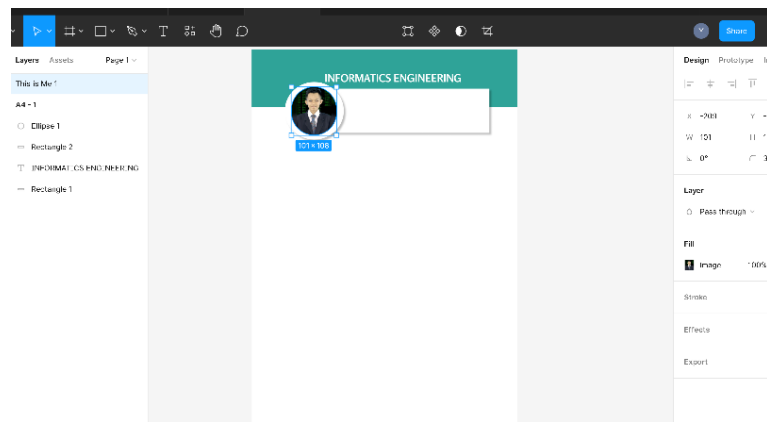 T
V
Share
Layers Assets Page 1
Design Prototype
This is Me 1
A4 - 1
Ellipse 1
Rectangle 2
T INFORMATICS ENGINEERING
Rectangle 1
INFORMATICS ENGINEERING
101 × 108
X Y
W H
0°
Layer
Pass through
Fill
Image 100%
Stroke
Effects
Export